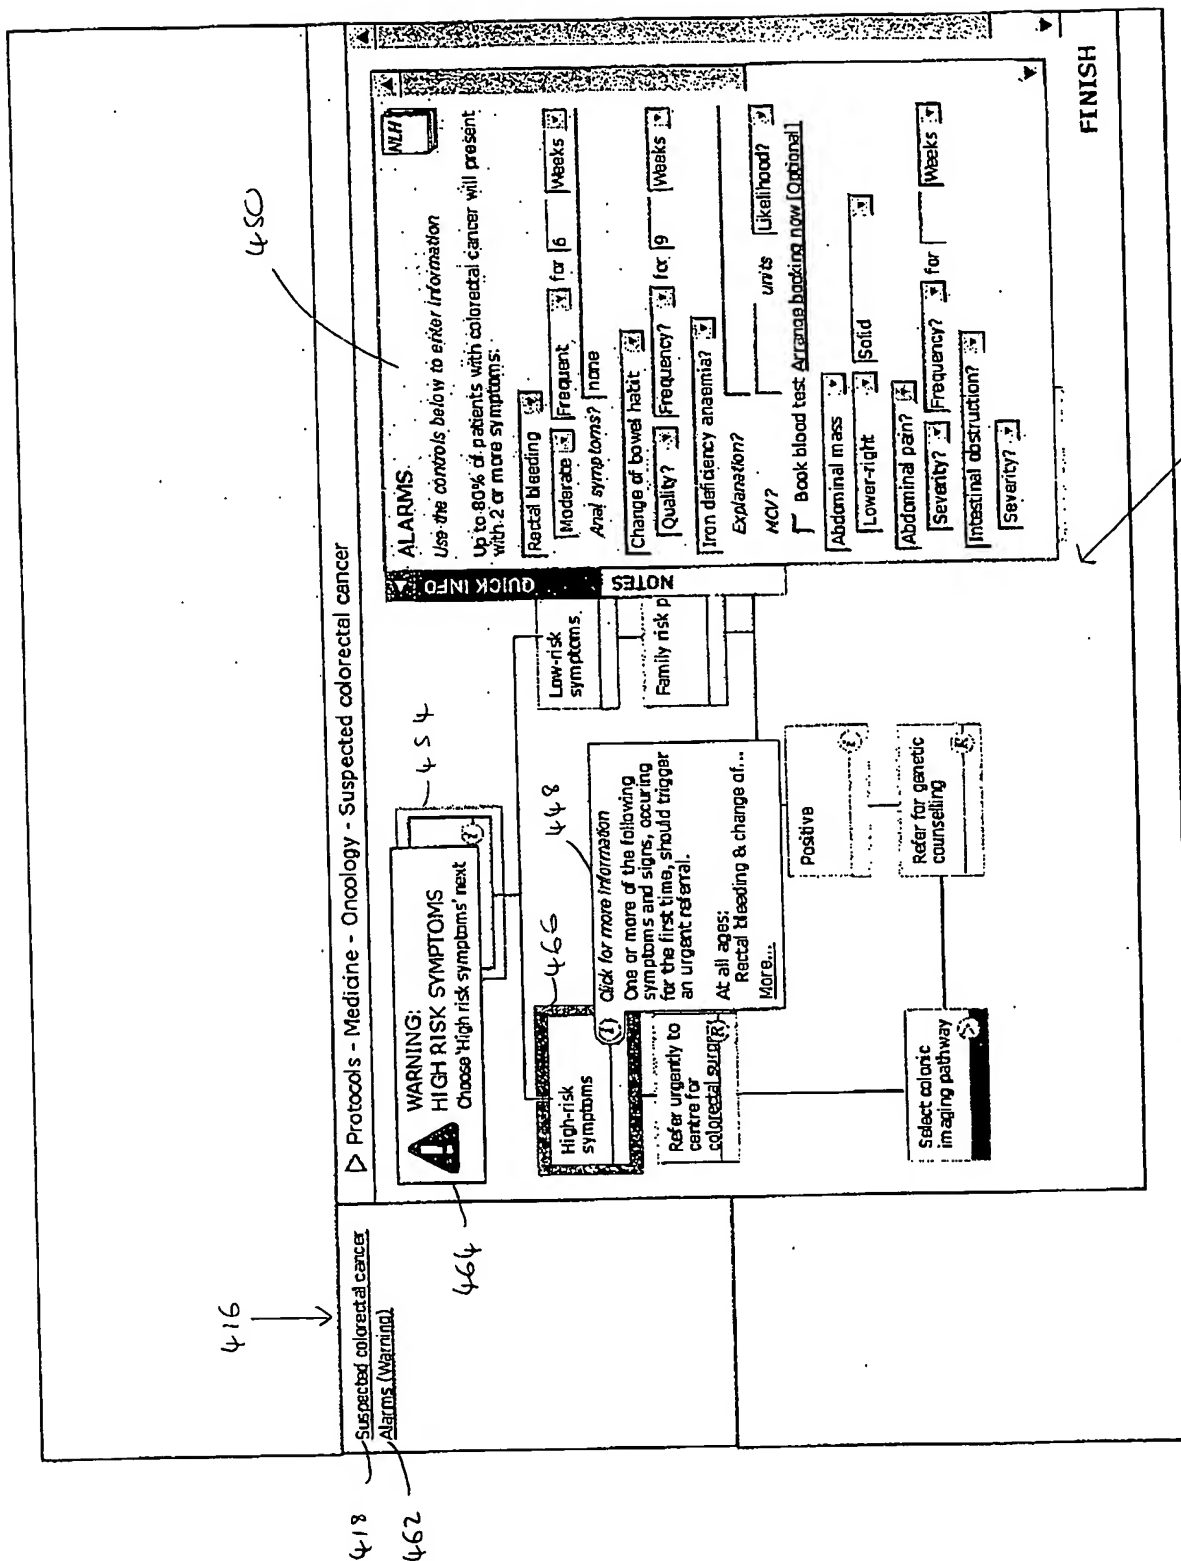 416
418
Suspected colorectal cancer
462
Alarms (Warning)
▷ Protocols - Medicine - Oncology - Suspected colorectal cancer
464
WARNING:
HIGH RISK SYMPTOMS
Choose 'High risk symptoms' next
454
High-risk
symptoms
466
448
Low-risk
symptoms
Click for more information
One or more of the following
symptoms and signs, occuring
for the first time, should trigger
an urgent referral.
At all ages:
Rectal bleeding & change of...
More...
Refer urgently to
centre for
colorectal surg
Family risk p
Positive
Select colonic
imaging pathway
Refer for genetic
counselling
450
QUICK INFO
NOTES
ALARMS
NLH
Use the controls below to enter information
Up to 80% of patients with colorectal cancer will present
with 2 or more symptoms:
Rectal bleeding
Moderate Frequent for 6 Weeks
Anal symptoms? none
Change of bowel habit
Quality? Frequency? for 9 Weeks
Iron deficiency anaemia?
Explanation?
MCV? units Likelihood?
Book blood test Arrange booking now [Optional]
Abdominal mass
Lower-right Solid
Abdominal pain?
Severity? Frequency? for Weeks
Intestinal obstruction?
Severity?
FINISH